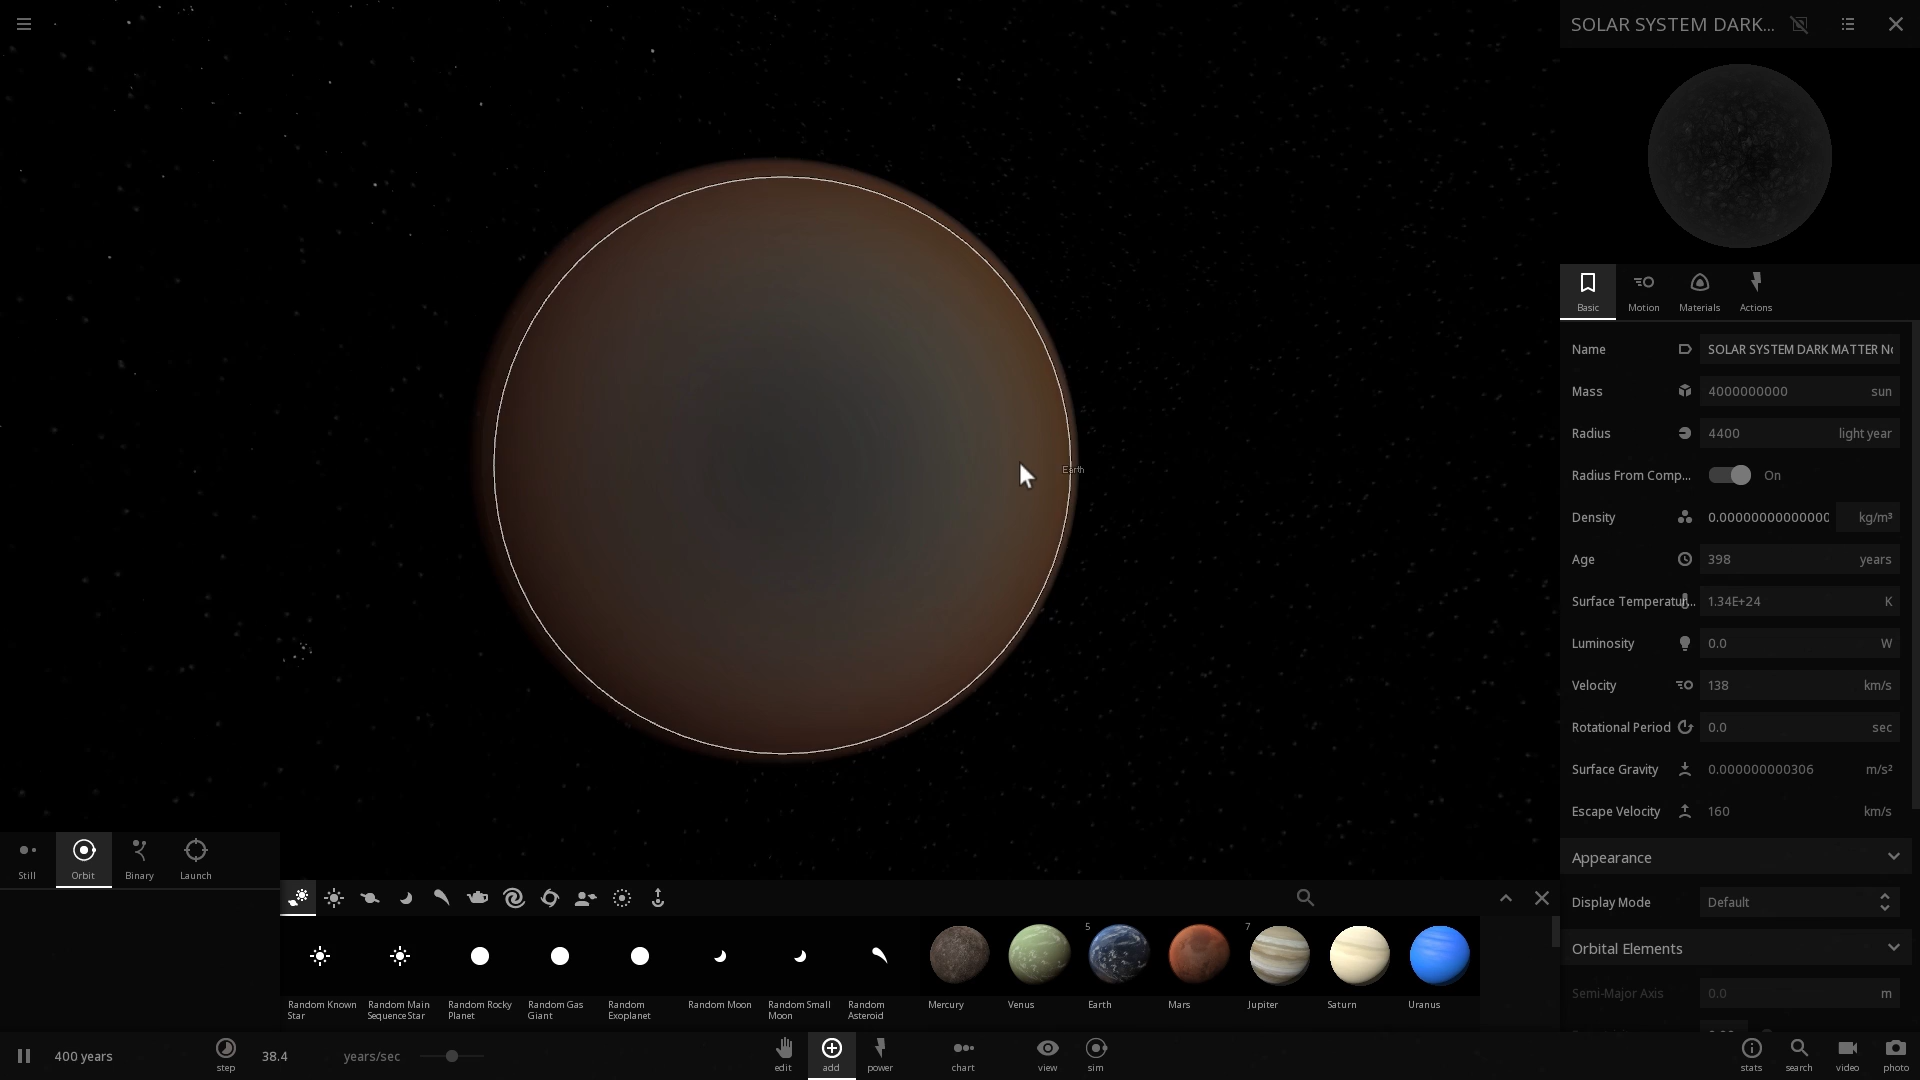 SOLAR SYSTEM DARK...
Earth
Basic
Motion
Materials
Actions
Name
SOLAR SYSTEM DARK MATTER No
Mass
4000000000
sun
Radius
4400
light year
Radius From Comp...
On
Density
0.00000000000000
kg/m³
Age
398
years
Surface Temperatur...
1.34E+24
K
Luminosity
0.0
W
Velocity
138
km/s
Rotational Period
0.0
sec
Surface Gravity
0.000000000306
m/s²
Escape Velocity
160
km/s
Appearance
Display Mode
Default
Orbital Elements
Semi-Major Axis
0.0
m
Still
Orbit
Binary
Launch
5
7
Random Known
Star
Random Main
Sequence Star
Random Rocky
Planet
Random Gas
Giant
Random
Exoplanet
Random Moon
Random Small
Moon
Random
Asteroid
Mercury
Venus
Earth
Mars
Jupiter
Saturn
Uranus
400 years
step
38.4
years/sec
edit
add
power
chart
view
sim
stats
search
video
photo